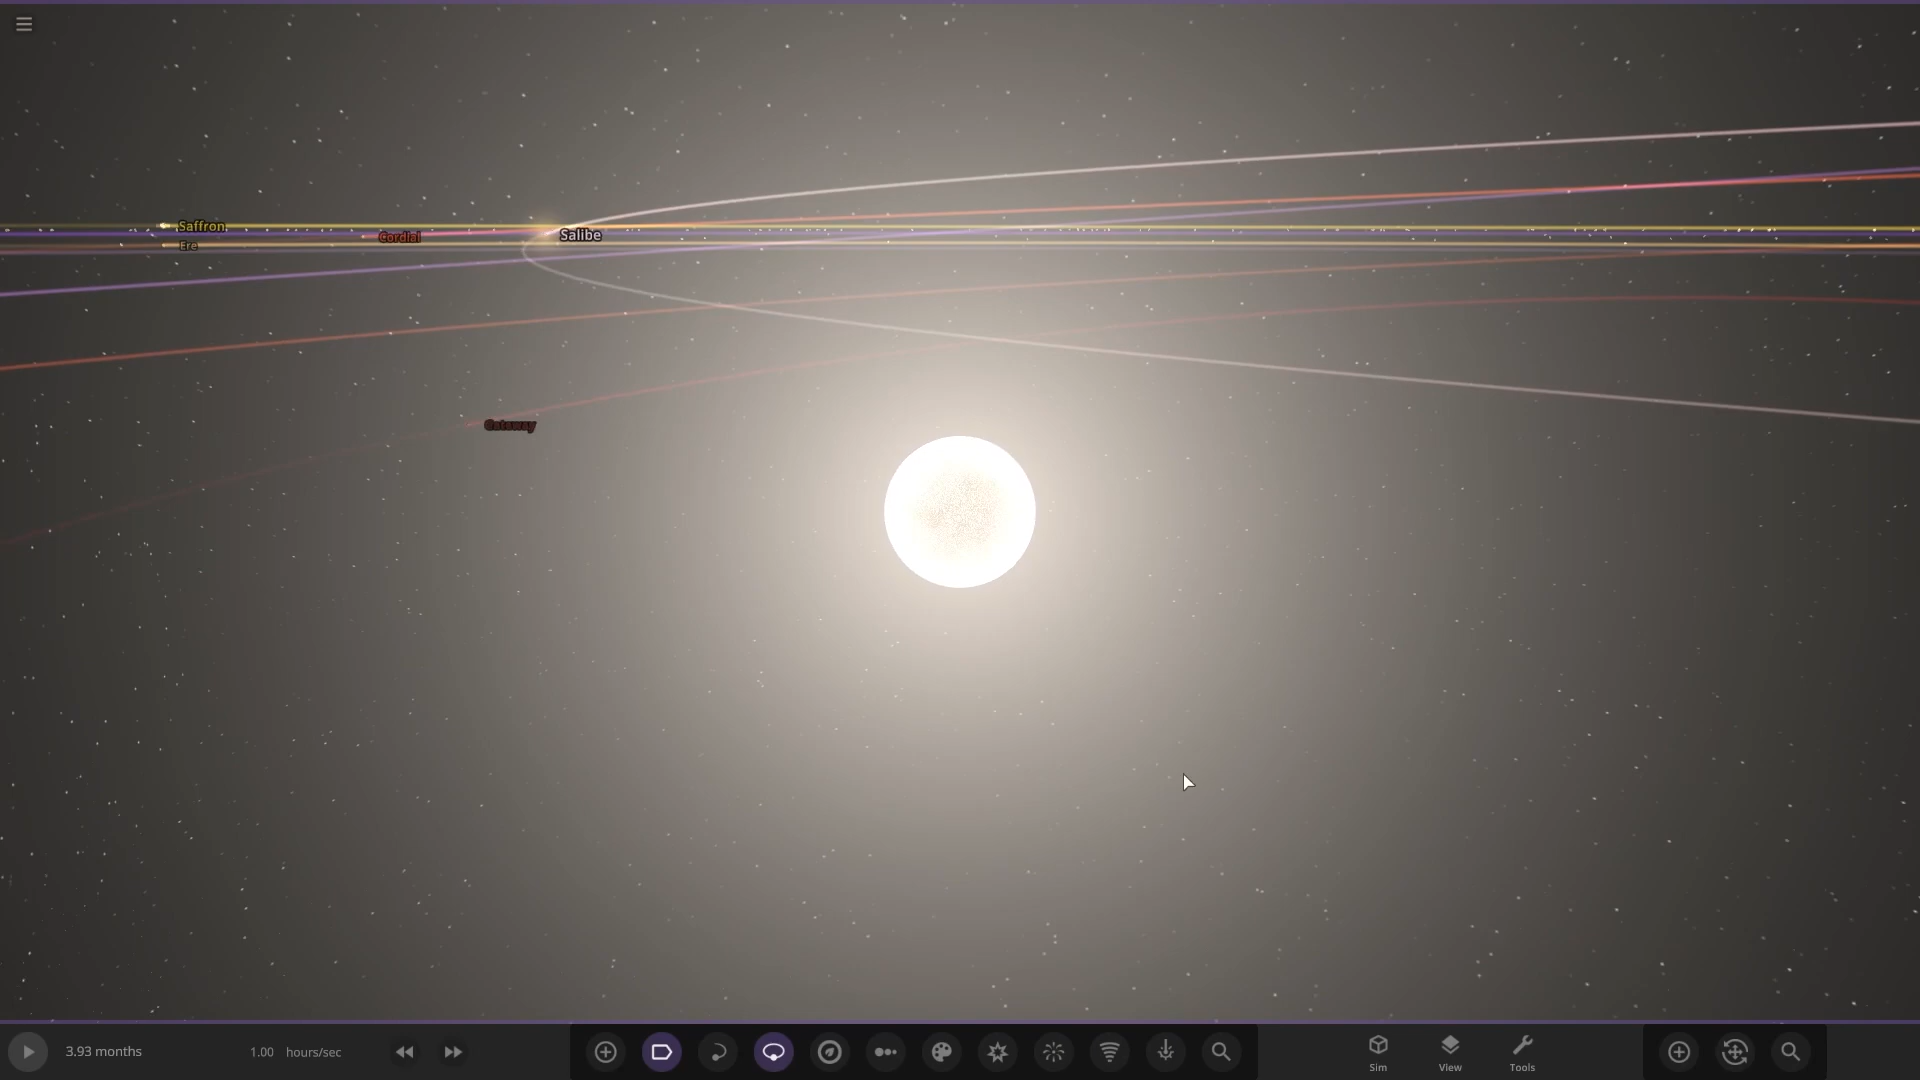 Saffron
Cordial
Salibe
Ere
Gateway
3.93 months
1.00 hours/sec
Sim
View
Tools